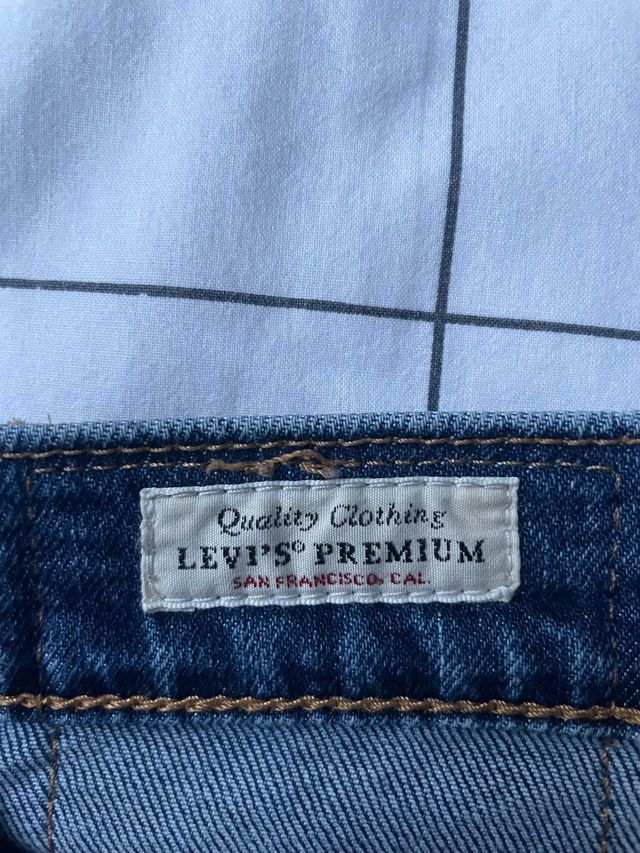 Quality Clothing
LEVI'S® PREMIUM
SAN FRANCISCO, CAL.